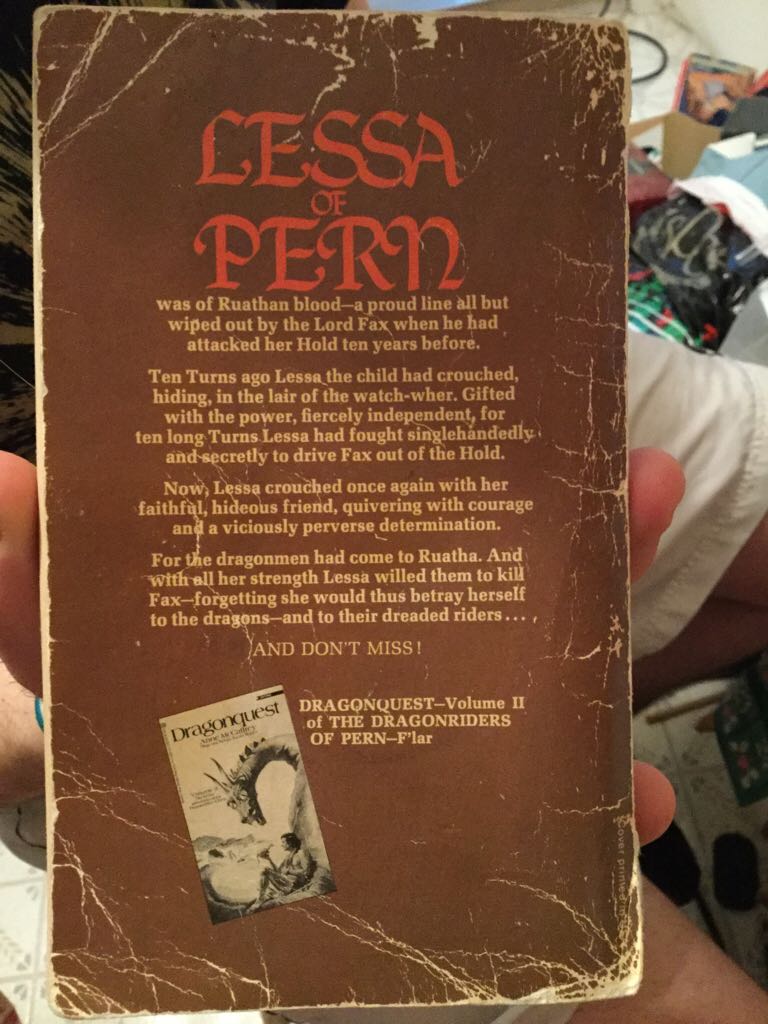 LESSA
OF
PERN
was of Ruathan blood—a proud line all but
wiped out by the Lord Fax when he had
attacked her Hold ten years before.
Ten Turns ago Lessa the child had crouched,
hiding, in the lair of the watch-wher. Gifted
with the power, fiercely independent, for
ten long Turns Lessa had fought singlehandedly
and secretly to drive Fax out of the Hold.
Now, Lessa crouched once again with her
faithful, hideous friend, quivering with courage
and a viciously perverse determination.
For the dragonmen had come to Ruatha. And
with all her strength Lessa willed them to kill
Fax—forgetting she would thus betray herself
to the dragons—and to their dreaded riders...
AND DON'T MISS!
DRAGONQUEST—Volume II
of THE DRAGONRIDERS
OF PERN—F'lar
Dragonquest
Anne McCaffrey
Cover printed